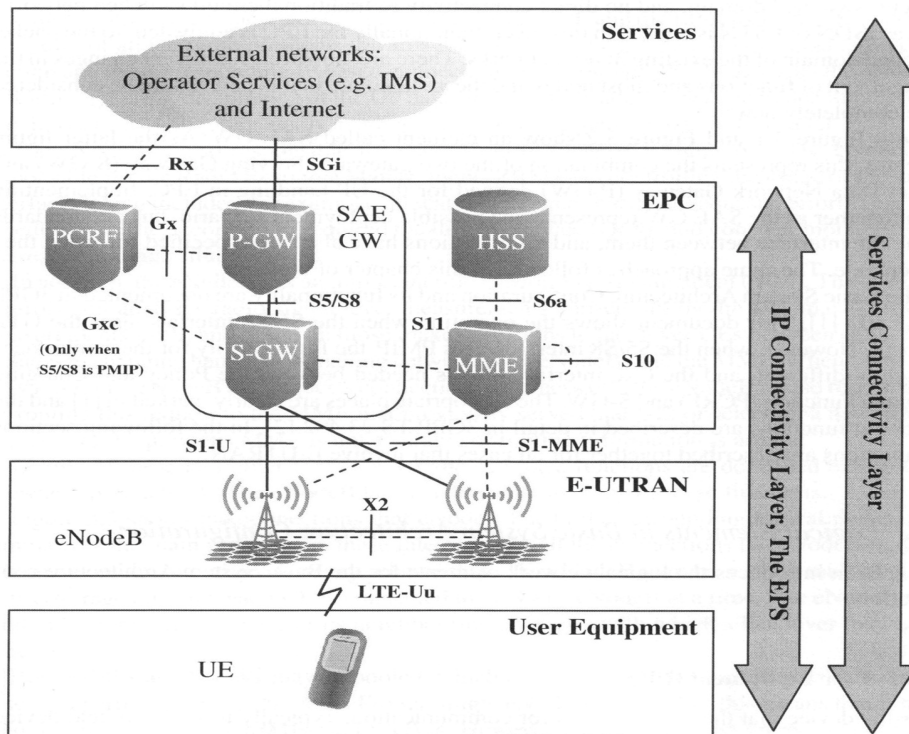 Services
External networks:
Operator Services (e.g. IMS)
and Internet
Rx
SGi
EPC
SAE
GW
PCRF
Gx
P-GW
HSS
S5/S8
S6a
Gxc
(Only when
S5/S8 is PMIP)
S-GW
S11
MME
S10
S1-U
S1-MME
E-UTRAN
X2
eNodeB
LTE-Uu
User Equipment
UE
IP Connectivity Layer, The EPS
Services Connectivity Layer